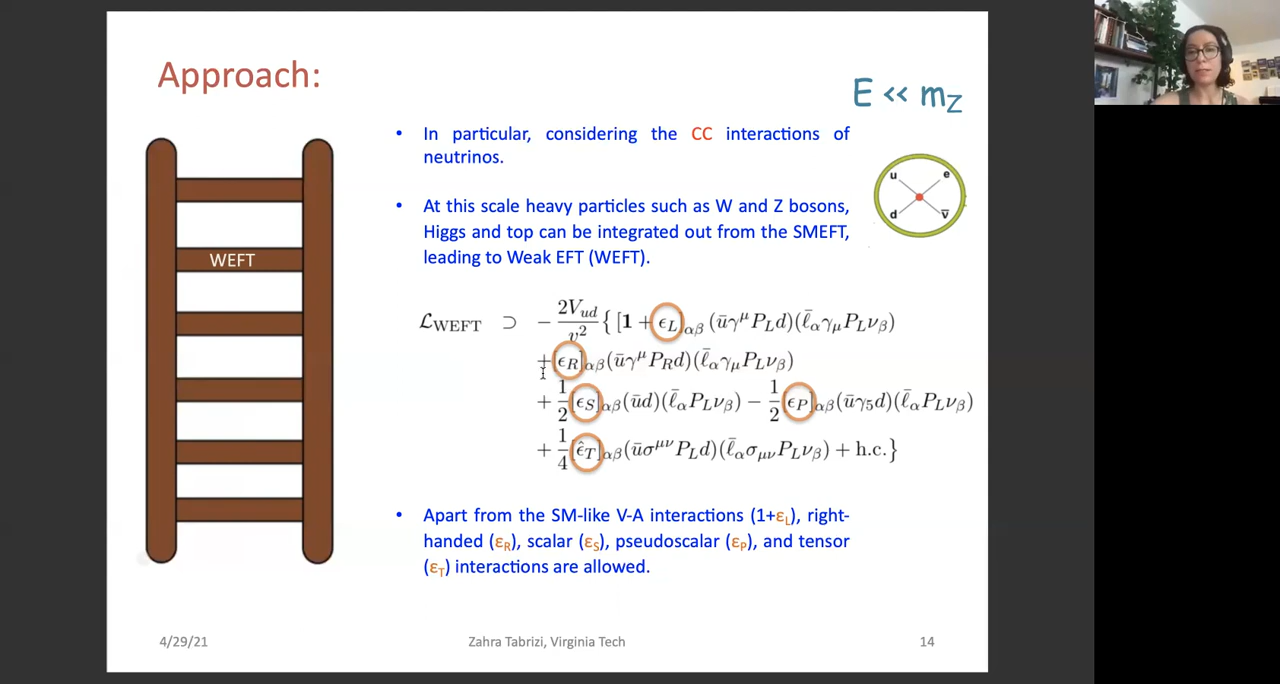 Approach:
E << mZ
• In particular, considering the CC interactions of
neutrinos.
u e
d ν̅
• At this scale heavy particles such as W and Z bosons,
Higgs and top can be integrated out from the SMEFT,
leading to Weak EFT (WEFT).
WEFT
ℒ_WEFT ⊃ − 2V_ud/v² { [1 + ϵ_L]_αβ (ūγ^μ P_L d)(ℓ̄_α γ_μ P_L ν_β)
+[ϵ_R]_αβ (ūγ^μ P_R d)(ℓ̄_α γ_μ P_L ν_β)
+ 1/2 [ϵ_S]_αβ (ūd)(ℓ̄_α P_L ν_β) − 1/2 [ϵ_P]_αβ (ūγ_5 d)(ℓ̄_α P_L ν_β)
+ 1/4 [ϵ̂_T]_αβ (ūσ^μν P_L d)(ℓ̄_α σ_μν P_L ν_β) + h.c.}
• Apart from the SM-like V-A interactions (1+ε_L), right-
handed (ε_R), scalar (ε_S), pseudoscalar (ε_P), and tensor
(ε_T) interactions are allowed.
4/29/21 Zahra Tabrizi, Virginia Tech 14